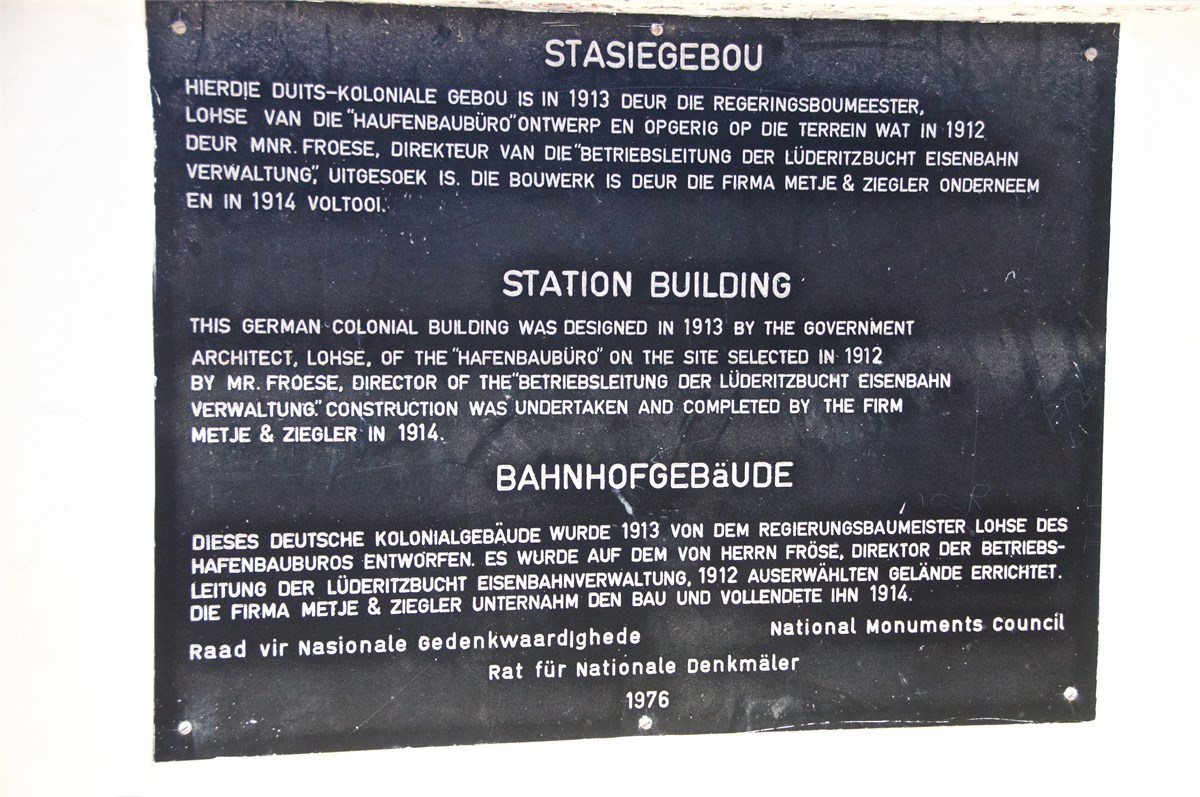 STASIEGEBOU
HIERDIE DUITS-KOLONIALE GEBOU IS IN 1913 DEUR DIE REGERINGSBOUMEESTER,
LOHSE VAN DIE "HAUFENBAUBÜRO" ONTWERP EN OPGERIG OP DIE TERREIN WAT IN 1912
DEUR MNR. FROESE, DIREKTEUR VAN DIE "BETRIEBSLEITUNG DER LÜDERITZBUCHT EISENBAHN
VERWALTUNG", UITGESOEK IS. DIE BOUWERK IS DEUR DIE FIRMA METJE & ZIEGLER ONDERNEEM
EN IN 1914 VOLTOOI.
STATION BUILDING
THIS GERMAN COLONIAL BUILDING WAS DESIGNED IN 1913 BY THE GOVERNMENT
ARCHITECT, LOHSE, OF THE "HAFENBAUBÜRO" ON THE SITE SELECTED IN 1912
BY MR. FROESE, DIRECTOR OF THE "BETRIEBSLEITUNG DER LÜDERITZBUCHT EISENBAHN
VERWALTUNG." CONSTRUCTION WAS UNDERTAKEN AND COMPLETED BY THE FIRM
METJE & ZIEGLER IN 1914.
BAHNHOFGEBäUDE
DIESES DEUTSCHE KOLONIALGEBÄUDE WURDE 1913 VON DEM REGIERUNGSBAUMEISTER LOHSE DES
HAFENBAUBUROS ENTWORFEN. ES WURDE AUF DEM VON HERRN FRÖSE, DIREKTOR DER BETRIEBS-
LEITUNG DER LÜDERITZBUCHT EISENBAHNVERWALTUNG, 1912 AUSERWÄHLTEN GELÄNDE ERRICHTET.
DIE FIRMA METJE & ZIEGLER UNTERNAHM DEN BAU UND VOLLENDETE IHN 1914.
Raad vir Nasionale Gedenkwaardighede
National Monuments Council
Rat für Nationale Denkmäler
1976